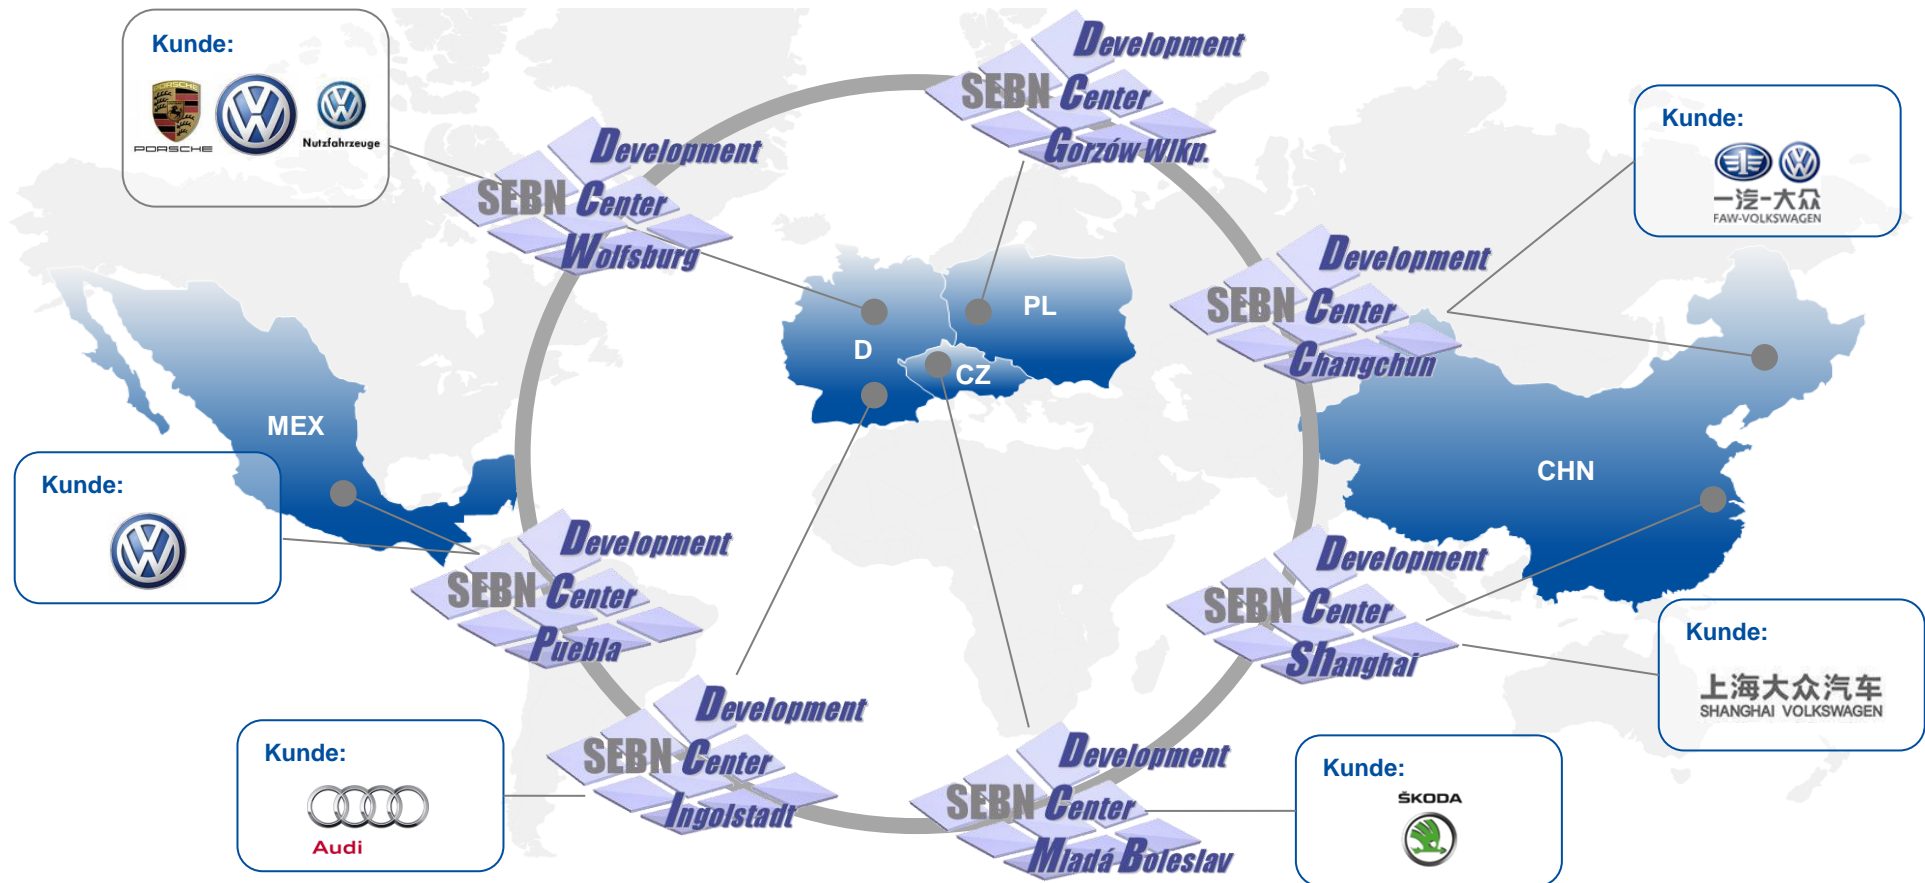 Kunde:
PORSCHE
PORSCHE
Nutzfahrzeuge
Development
SEBN Center
Gorzów Wlkp.
Kunde:
一汽-大众
FAW-VOLKSWAGEN
Development
SEBN Center
Wolfsburg
Development
SEBN Center
Changchun
PL
D
CZ
MEX
CHN
Kunde:
Development
SEBN Center
Puebla
Development
SEBN Center
Shanghai
Kunde:
上海大众汽车
SHANGHAI VOLKSWAGEN
Kunde:
Audi
Development
SEBN Center
Ingolstadt
Development
SEBN Center
Mladá Boleslav
Kunde:
ŠKODA